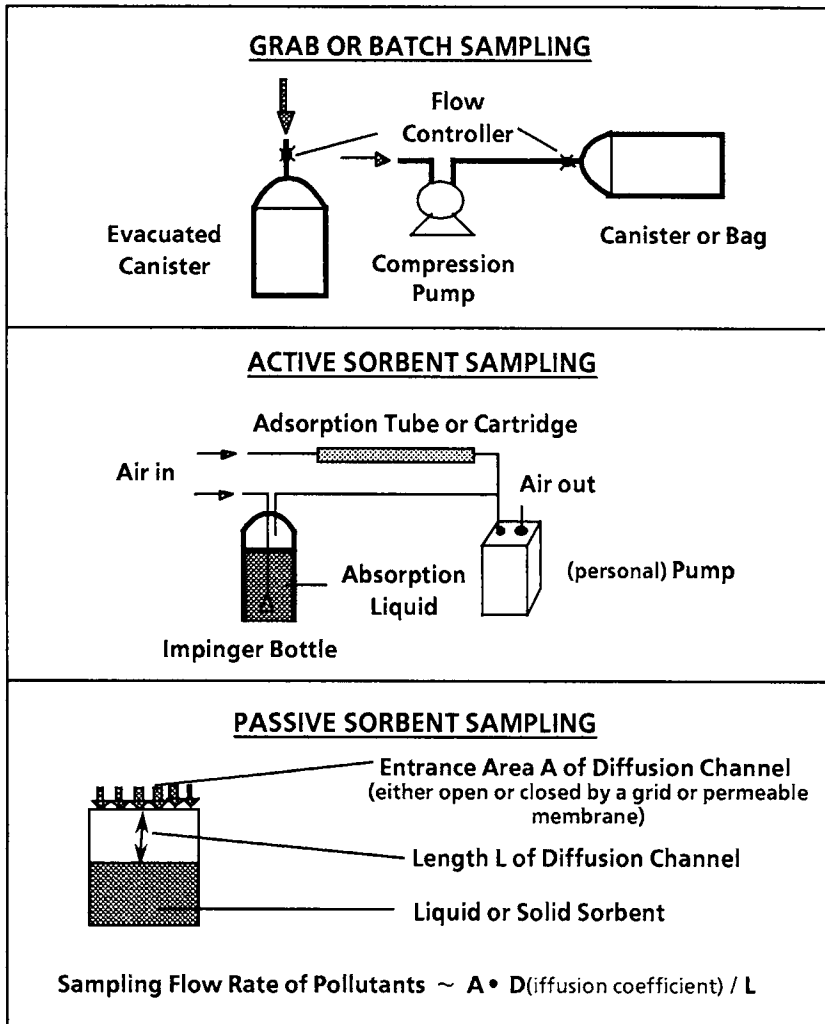 GRAB OR BATCH SAMPLING
Flow
Controller
Evacuated
Canister
Compression
Pump
Canister or Bag
ACTIVE SORBENT SAMPLING
Adsorption Tube or Cartridge
Air in
Air out
Absorption
Liquid
(personal) Pump
Impinger Bottle
PASSIVE SORBENT SAMPLING
Entrance Area A of Diffusion Channel
(either open or closed by a grid or permeable
membrane)
Length L of Diffusion Channel
Liquid or Solid Sorbent
Sampling Flow Rate of Pollutants ~ A • D(iffusion coefficient) / L